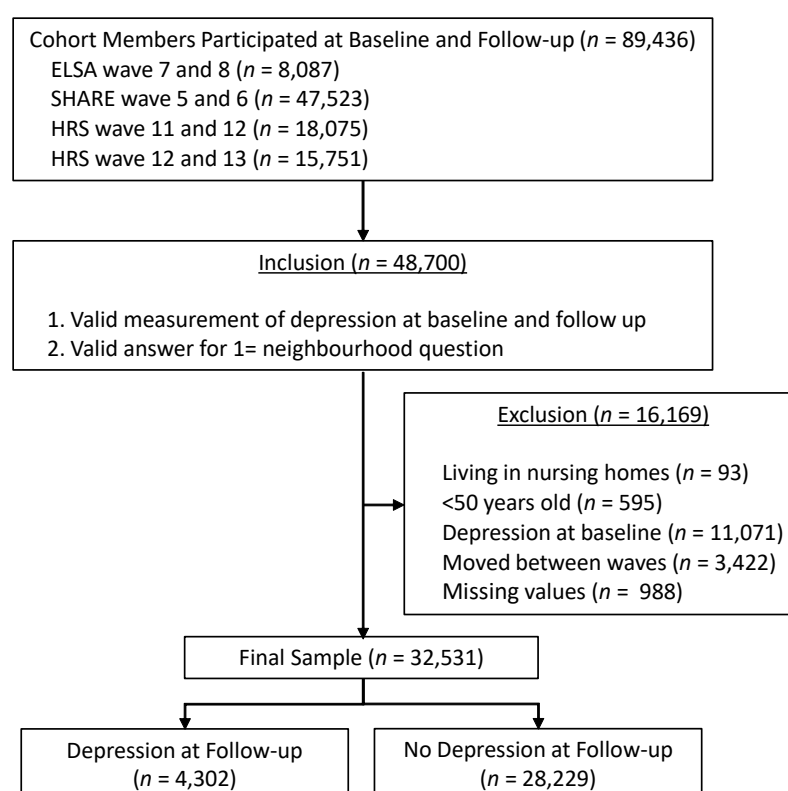 Cohort Members Participated at Baseline and Follow-up (n = 89,436)
ELSA wave 7 and 8 (n = 8,087)
SHARE wave 5 and 6 (n = 47,523)
HRS wave 11 and 12 (n = 18,075)
HRS wave 12 and 13 (n = 15,751)
Inclusion (n = 48,700)
1. Valid measurement of depression at baseline and follow up
2. Valid answer for 1= neighbourhood question
Exclusion (n = 16,169)
Living in nursing homes (n = 93)
<50 years old (n = 595)
Depression at baseline (n = 11,071)
Moved between waves (n = 3,422)
Missing values (n = 988)
Final Sample (n = 32,531)
Depression at Follow-up
(n = 4,302)
No Depression at Follow-up
(n = 28,229)